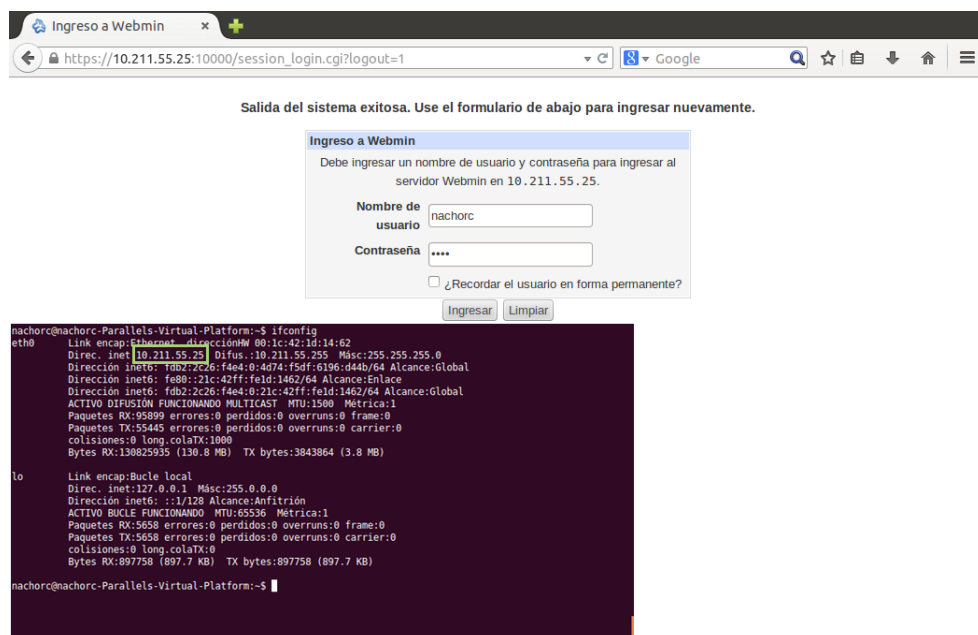 Ingreso a Webmin
https://10.211.55.25:10000/session_login.cgi?logout=1
Google
Salida del sistema exitosa. Use el formulario de abajo para ingresar nuevamente.
Ingreso a Webmin
Debe ingresar un nombre de usuario y contraseña para ingresar al
servidor Webmin en 10.211.55.25.
Nombre de
usuario
nachorc
Contraseña
••••
¿Recordar el usuario en forma permanente?
Ingresar Limpiar
nachorc@nachorc-Parallels-Virtual-Platform:~$ ifconfig
eth0 Link encap:Ethernet direcciónHW 00:1c:42:1d:14:62
Direc. inet:10.211.55.25 Difus.:10.211.55.255 Másc:255.255.255.0
Dirección inet6: fdb2:2c26:f4e4:0:4d74:f5df:6196:d44b/64 Alcance:Global
Dirección inet6: fe80::21c:42ff:fe1d:1462/64 Alcance:Enlace
Dirección inet6: fdb2:2c26:f4e4:0:21c:42ff:fe1d:1462/64 Alcance:Global
ACTIVO DIFUSIÓN FUNCIONANDO MULTICAST MTU:1500 Métrica:1
Paquetes RX:95899 errores:0 perdidos:0 overruns:0 frame:0
Paquetes TX:55445 errores:0 perdidos:0 overruns:0 carrier:0
colisiones:0 long.colaTX:1000
Bytes RX:130825935 (130.8 MB) TX bytes:3843864 (3.8 MB)
lo Link encap:Bucle local
Direc. inet:127.0.0.1 Másc:255.0.0.0
Dirección inet6: ::1/128 Alcance:Anfitrión
ACTIVO BUCLE FUNCIONANDO MTU:65536 Métrica:1
Paquetes RX:5658 errores:0 perdidos:0 overruns:0 frame:0
Paquetes TX:5658 errores:0 perdidos:0 overruns:0 carrier:0
colisiones:0 long.colaTX:0
Bytes RX:897758 (897.7 KB) TX bytes:897758 (897.7 KB)
nachorc@nachorc-Parallels-Virtual-Platform:~$